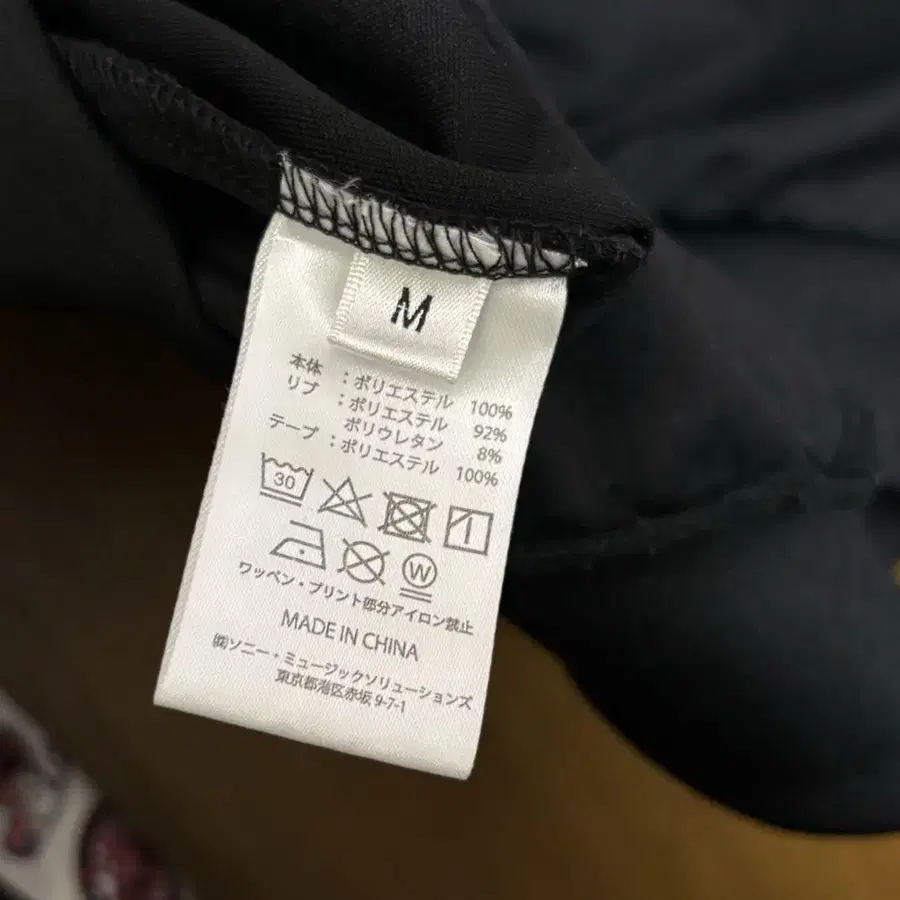 M
本体 :ポリエステル 100%
リブ :ポリエステル 92%
ポリウレタン 8%
テープ :ポリエステル 100%
30
W
ワッペン・プリント部分アイロン禁止
MADE IN CHINA
㈱ソニー・ミュージックソリューションズ
東京都港区赤坂 9-7-1